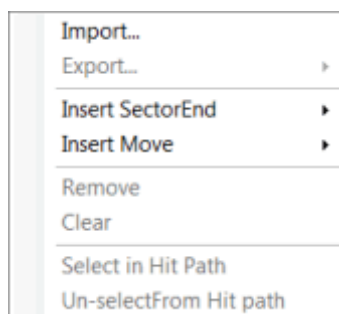 Import...
Export...
Insert SectorEnd
Insert Move
Remove
Clear
Select in Hit Path
Un-selectFrom Hit path